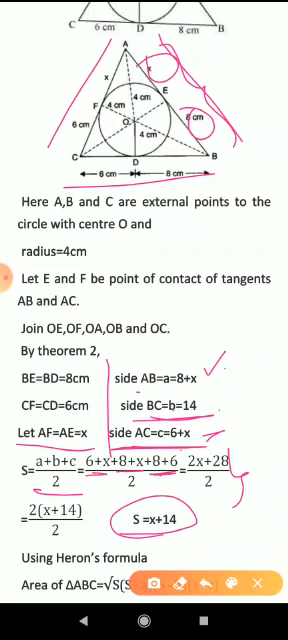 C 6 cm D 8 cm B
A
x x
F 4 cm 4 cm E
6 cm O 8 cm
4 cm
C D B
6 cm 8 cm
Here A,B and C are external points to the
circle with centre O and
radius=4cm
Let E and F be point of contact of tangents
AB and AC.
Join OE,OF,OA,OB and OC.
By theorem 2,
BE=BD=8cm side AB=a=8+x
CF=CD=6cm side BC=b=14
Let AF=AE=x side AC=c=6+x
S=a+b+c/2=6+x+8+x+8+6/2=2x+28/2
=2(x+14)/2 S =x+14
Using Heron's formula
Area of ΔABC=√S(S